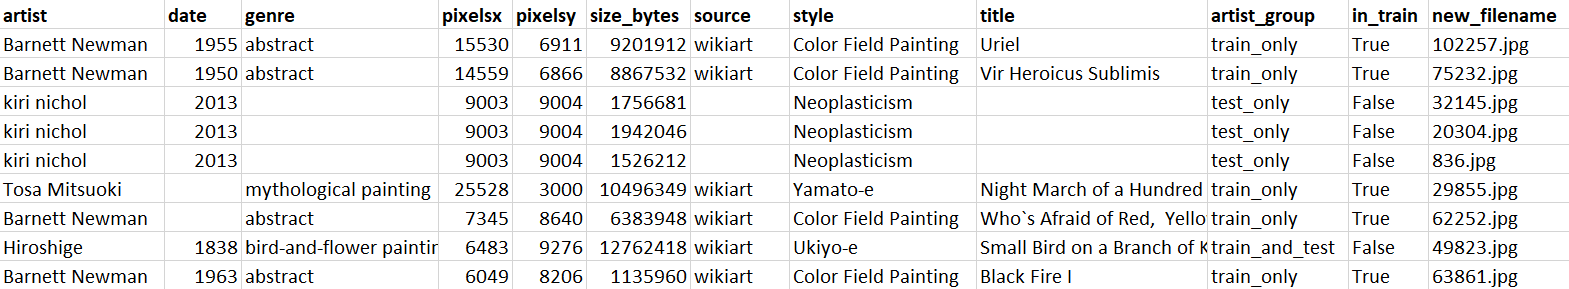 artist date genre pixelsx pixelsy size_bytes source style title artist_group in_train new_filename
Barnett Newman 1955 abstract 15530 6911 9201912 wikiart Color Field Painting Uriel train_only True 102257.jpg
Barnett Newman 1950 abstract 14559 6866 8867532 wikiart Color Field Painting Vir Heroicus Sublimis train_only True 75232.jpg
kiri nichol 2013 9003 9004 1756681 Neoplasticism test_only False 32145.jpg
kiri nichol 2013 9003 9004 1942046 Neoplasticism test_only False 20304.jpg
kiri nichol 2013 9003 9004 1526212 Neoplasticism test_only False 836.jpg
Tosa Mitsuoki mythological painting 25528 3000 10496349 wikiart Yamato-e Night March of a Hundred train_only True 29855.jpg
Barnett Newman abstract 7345 8640 6383948 wikiart Color Field Painting Who`s Afraid of Red, Yello train_only True 62252.jpg
Hiroshige 1838 bird-and-flower paintin 6483 9276 12762418 wikiart Ukiyo-e Small Bird on a Branch of K train_and_test False 49823.jpg
Barnett Newman 1963 abstract 6049 8206 1135960 wikiart Color Field Painting Black Fire I train_only True 63861.jpg